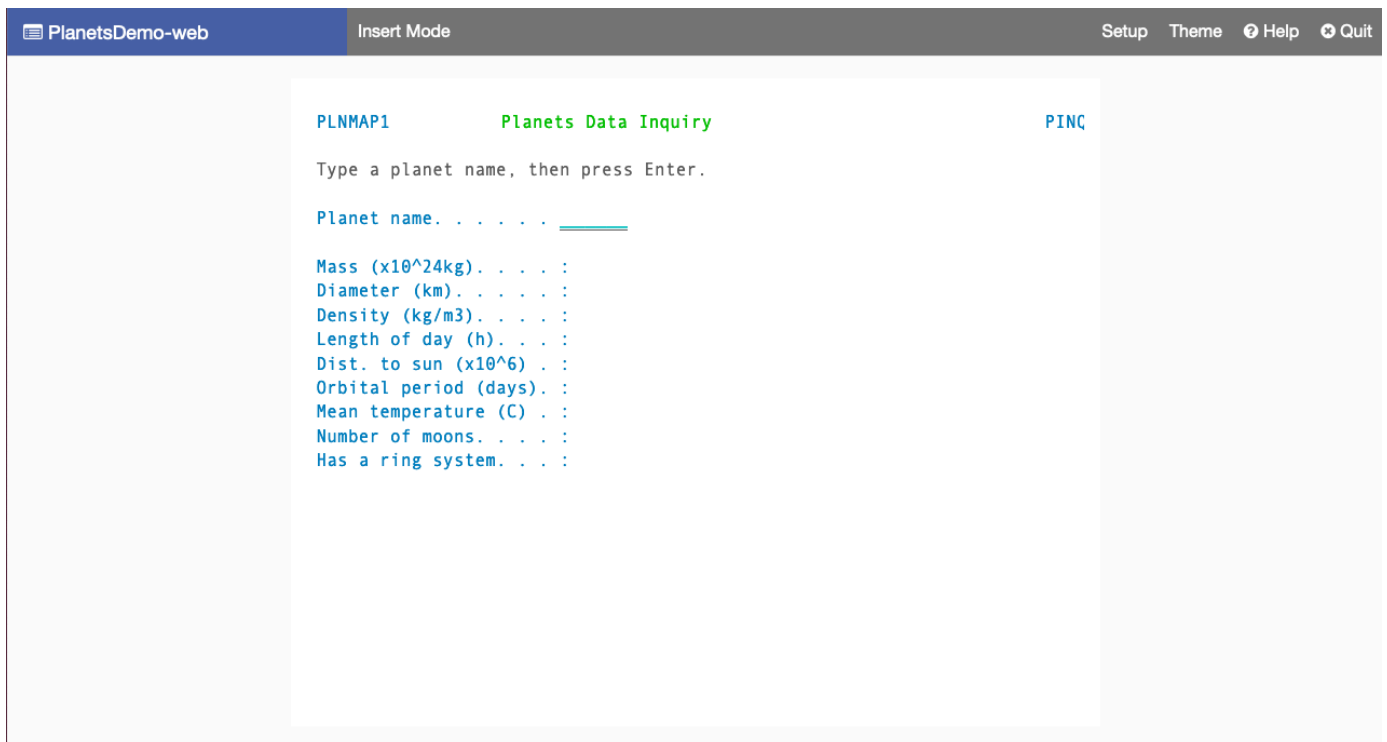 PlanetsDemo-web Insert Mode Setup Theme Help Quit
PLNMAP1 Planets Data Inquiry PINQ
Type a planet name, then press Enter.
Planet name. . . . . .
Mass (x10^24kg). . . . :
Diameter (km). . . . . :
Density (kg/m3). . . . :
Length of day (h). . . :
Dist. to sun (x10^6) . :
Orbital period (days). :
Mean temperature (C) . :
Number of moons. . . . :
Has a ring system. . . :